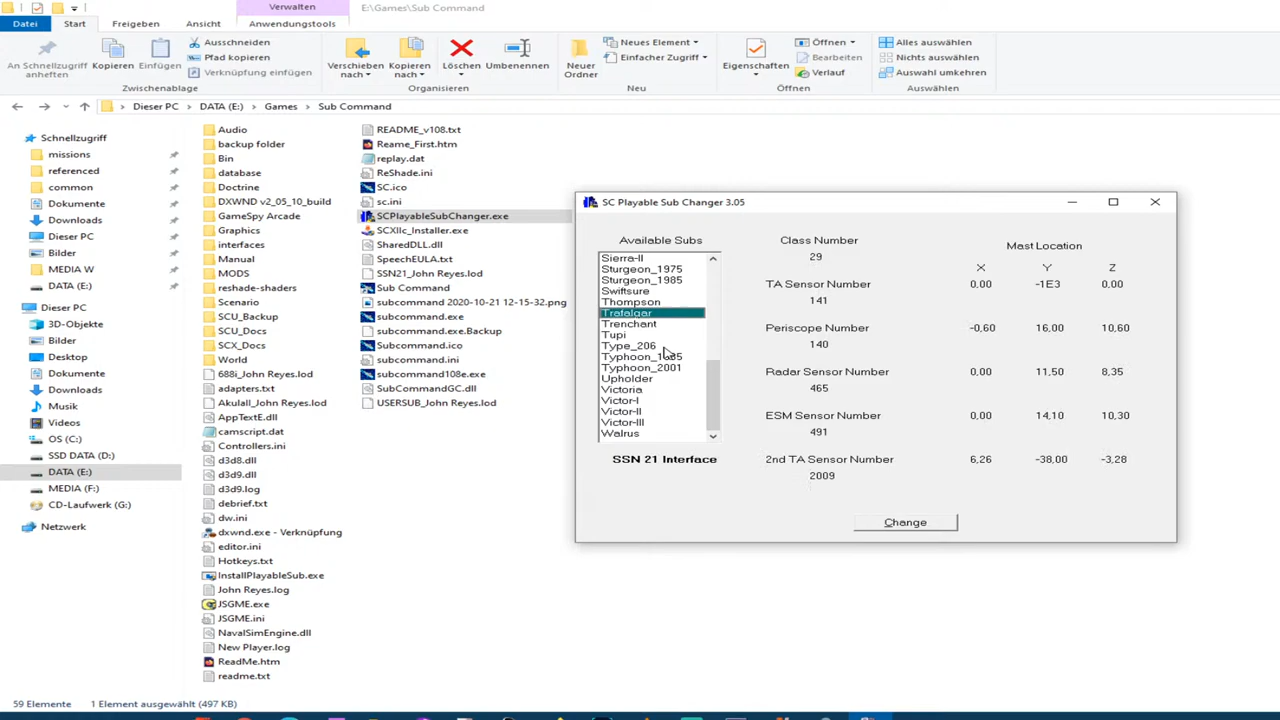 Verwalten
E:\Games\Sub Command
Datei
Start
Freigeben
Ansicht
Anwendungstools
An Schnellzugriff anheften
Kopieren
Einfügen
Ausschneiden
Pfad kopieren
Verknüpfung einfügen
Zwischenablage
Verschieben nach
Kopieren nach
Löschen
Umbenennen
Organisieren
Neuer Ordner
Neues Element
Einfacher Zugriff
Neu
Eigenschaften
Öffnen
Bearbeiten
Verlauf
Öffnen
Alles auswählen
Nichts auswählen
Auswahl umkehren
Auswählen
Dieser PC
DATA (E:)
Games
Sub Command
Schnellzugriff
missions
referenced
common
Dokumente
Downloads
Dieser PC
Bilder
MEDIA W
DATA (E:)
Dieser PC
3D-Objekte
Bilder
Desktop
Dokumente
Downloads
Musik
Videos
OS (C:)
SSD DATA (D:)
DATA (E:)
MEDIA (F:)
CD-Laufwerk (G:)
Netzwerk
Audio
backup folder
Bin
database
Doctrine
DXWND v2_05_10_build
GameSpy Arcade
Graphics
interfaces
Manual
MODS
reshade-shaders
Scenario
SCU_Backup
SCU_Docs
SCX_Docs
World
688i_John Reyes.lod
adapters.txt
AkulaII_John Reyes.lod
AppTextE.dll
camscript.dat
Controllers.ini
d3d8.dll
d3d9.dll
d3d9.log
debrief.txt
dw.ini
dxwnd.exe - Verknüpfung
editor.ini
Hotkeys.txt
InstallPlayableSub.exe
John Reyes.log
JSGME.exe
JSGME.ini
NavalSimEngine.dll
New Player.log
ReadMe.htm
readme.txt
README_v108.txt
Reame_First.htm
replay.dat
ReShade.ini
SC.ico
sc.ini
SCPlayableSubChanger.exe
SCXIIc_Installer.exe
SharedDLL.dll
SpeechEULA.txt
SSN21_John Reyes.lod
Sub Command
subcommand 2020-10-21 12-15-32.png
subcommand.exe
subcommand.exe.Backup
Subcommand.ico
subcommand.ini
subcommand108e.exe
SubCommandGC.dll
USERSUB_John Reyes.lod
SC Playable Sub Changer 3.05
Available Subs
Sierra-II
Sturgeon_1975
Sturgeon_1985
Swiftsure
Thompson
Trafalgar
Trenchant
Tupi
Type_206
Typhoon_1985
Typhoon_2001
Upholder
Victoria
Victor-I
Victor-II
Victor-III
Walrus
SSN 21 Interface
Class Number
29
Mast Location
X Y Z
TA Sensor Number 0.00 -1E3 0.00
141
Periscope Number -0,60 16,00 10,60
140
Radar Sensor Number 0.00 11,50 8,35
465
ESM Sensor Number 0,00 14,10 10,30
491
2nd TA Sensor Number 6,26 -38,00 -3,28
2009
Change
59 Elemente
1 Element ausgewählt (497 KB)